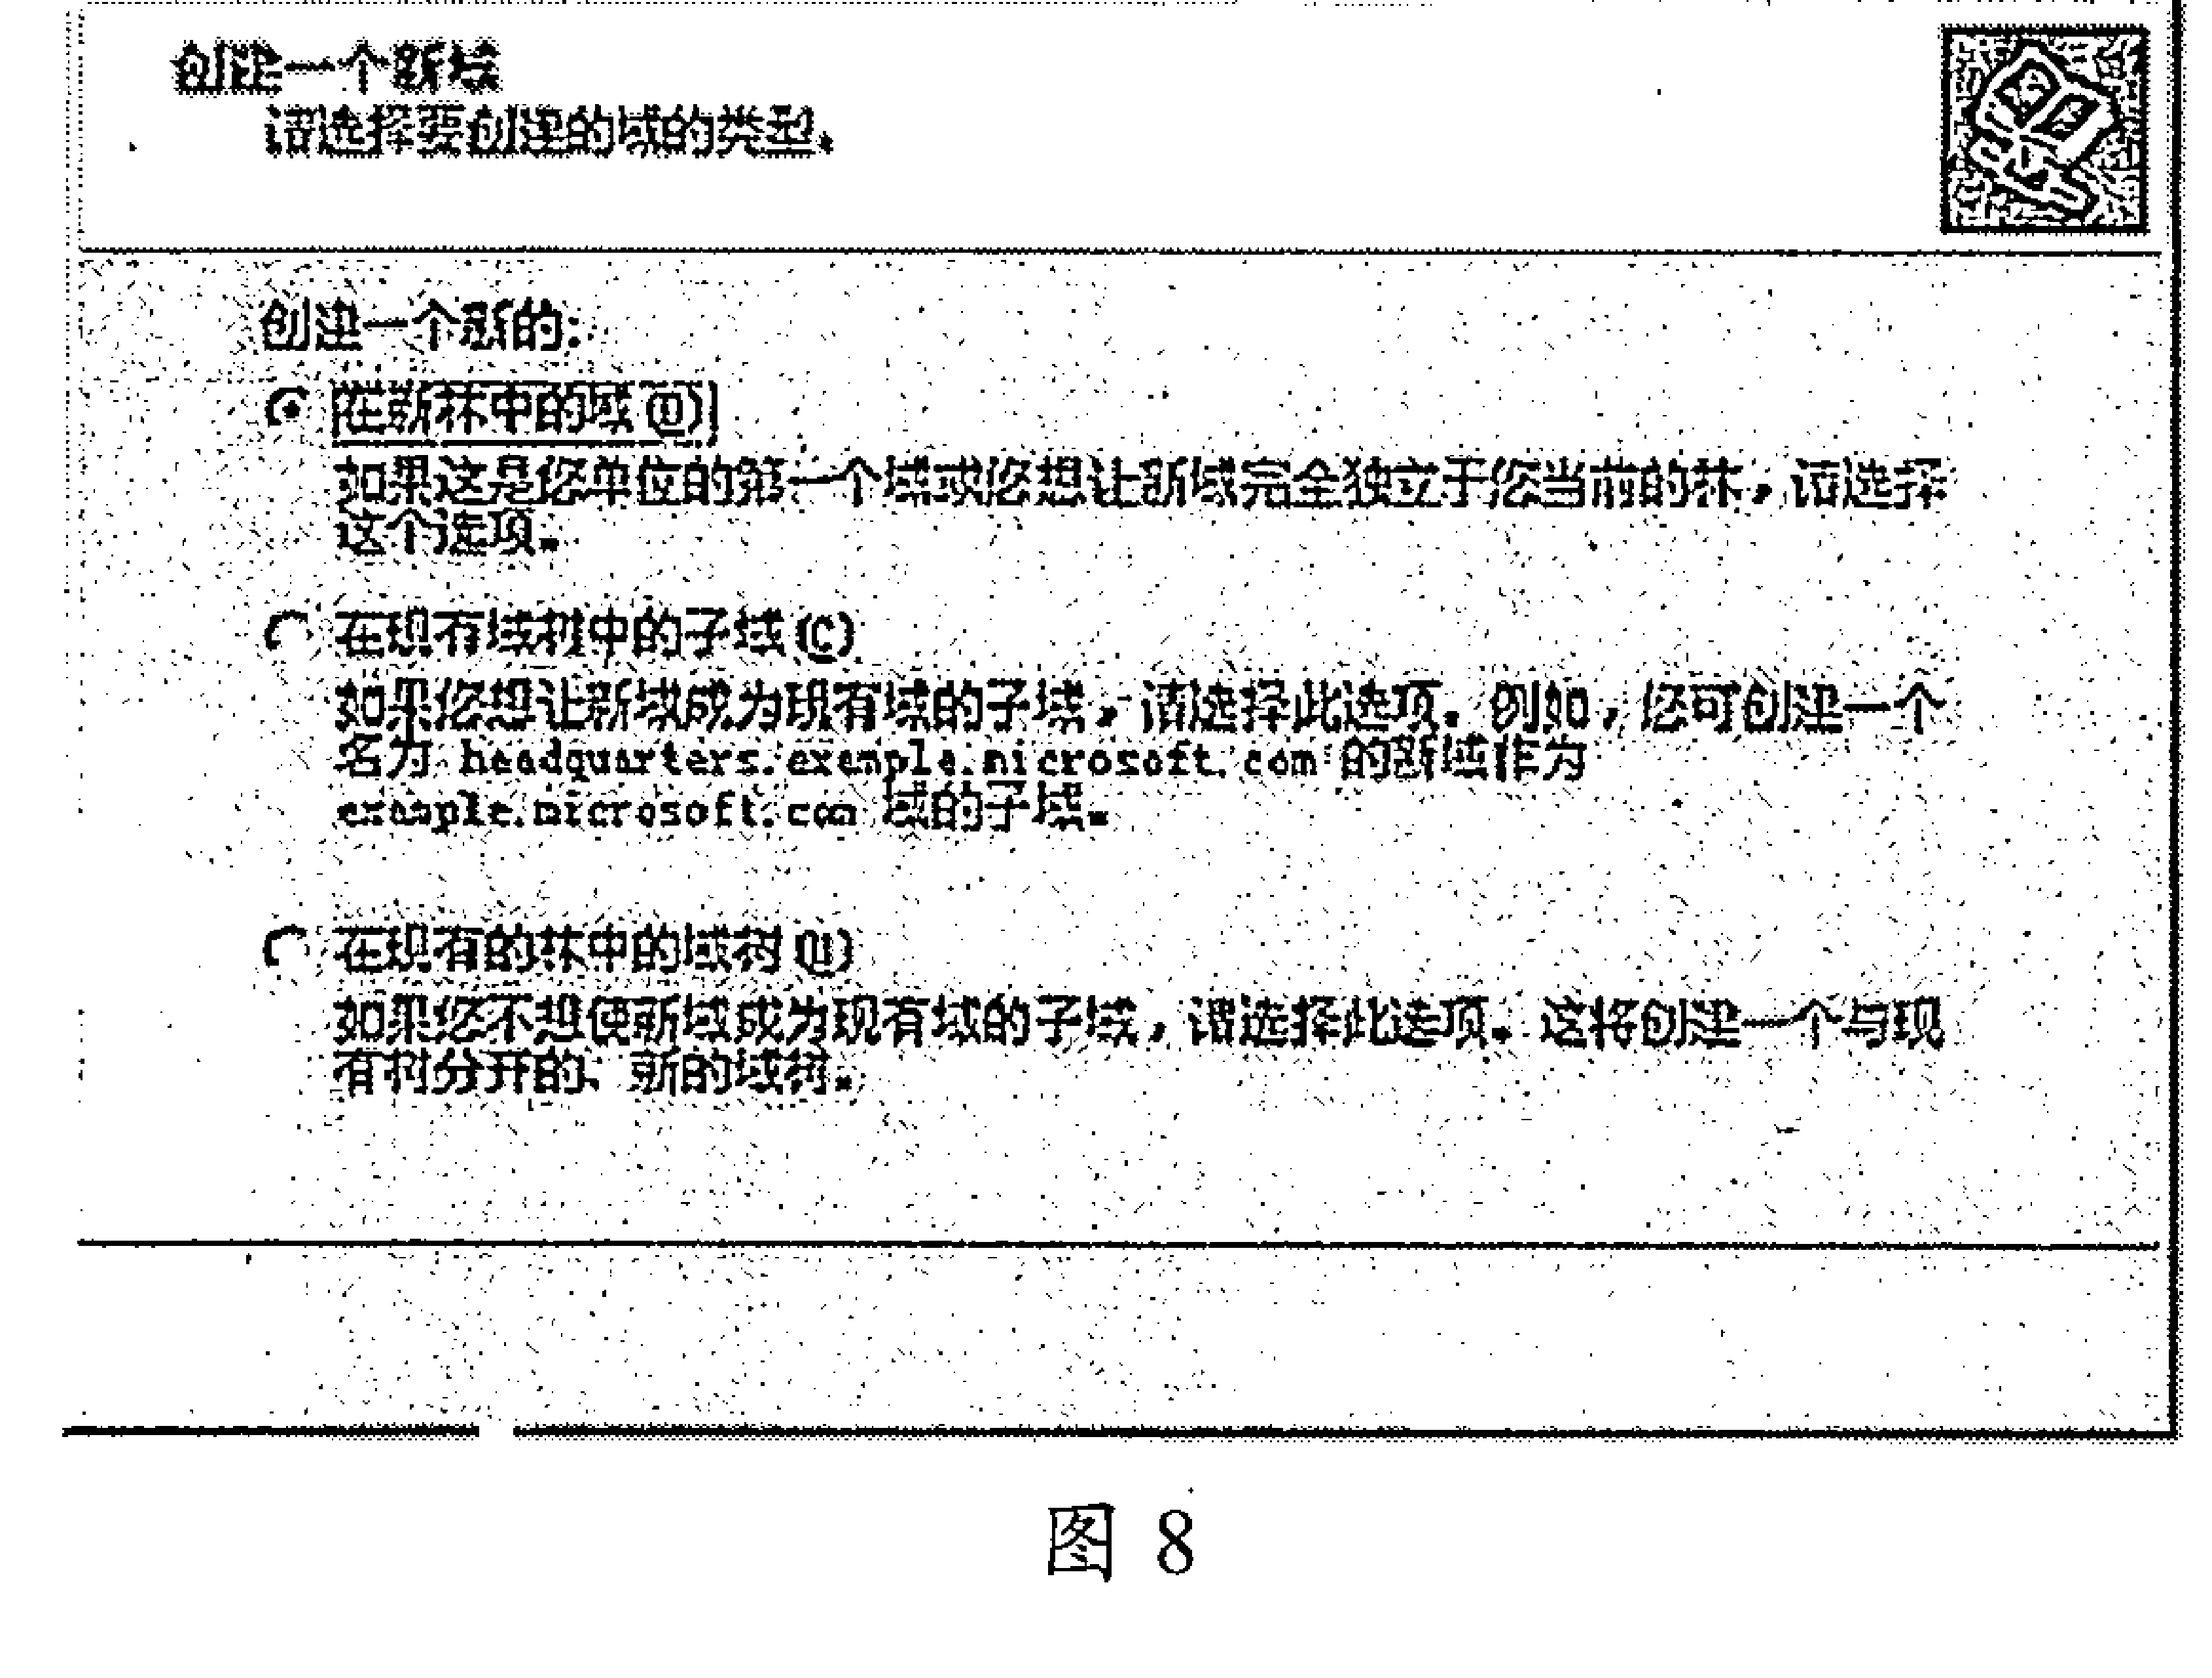 创建一个新域
请选择要创建的域的类型。
创建一个新的:
在新林中的域(D)
如果这是您单位的第一个域或您想让新域完全独立于您当前的林，请选择
这个选项。
在现有域树中的子域(C)
如果您想让新域成为现有域的子域，请选择此选项。例如，您可创建一个
名为 headquarters.example.microsoft.com 的新域作为
example.microsoft.com 域的子域。
在现有的林中的域树
如果您不想使新域成为现有域的子域，请选择此选项。这将创建一个与现
有树分开的、新的域树。
图 8